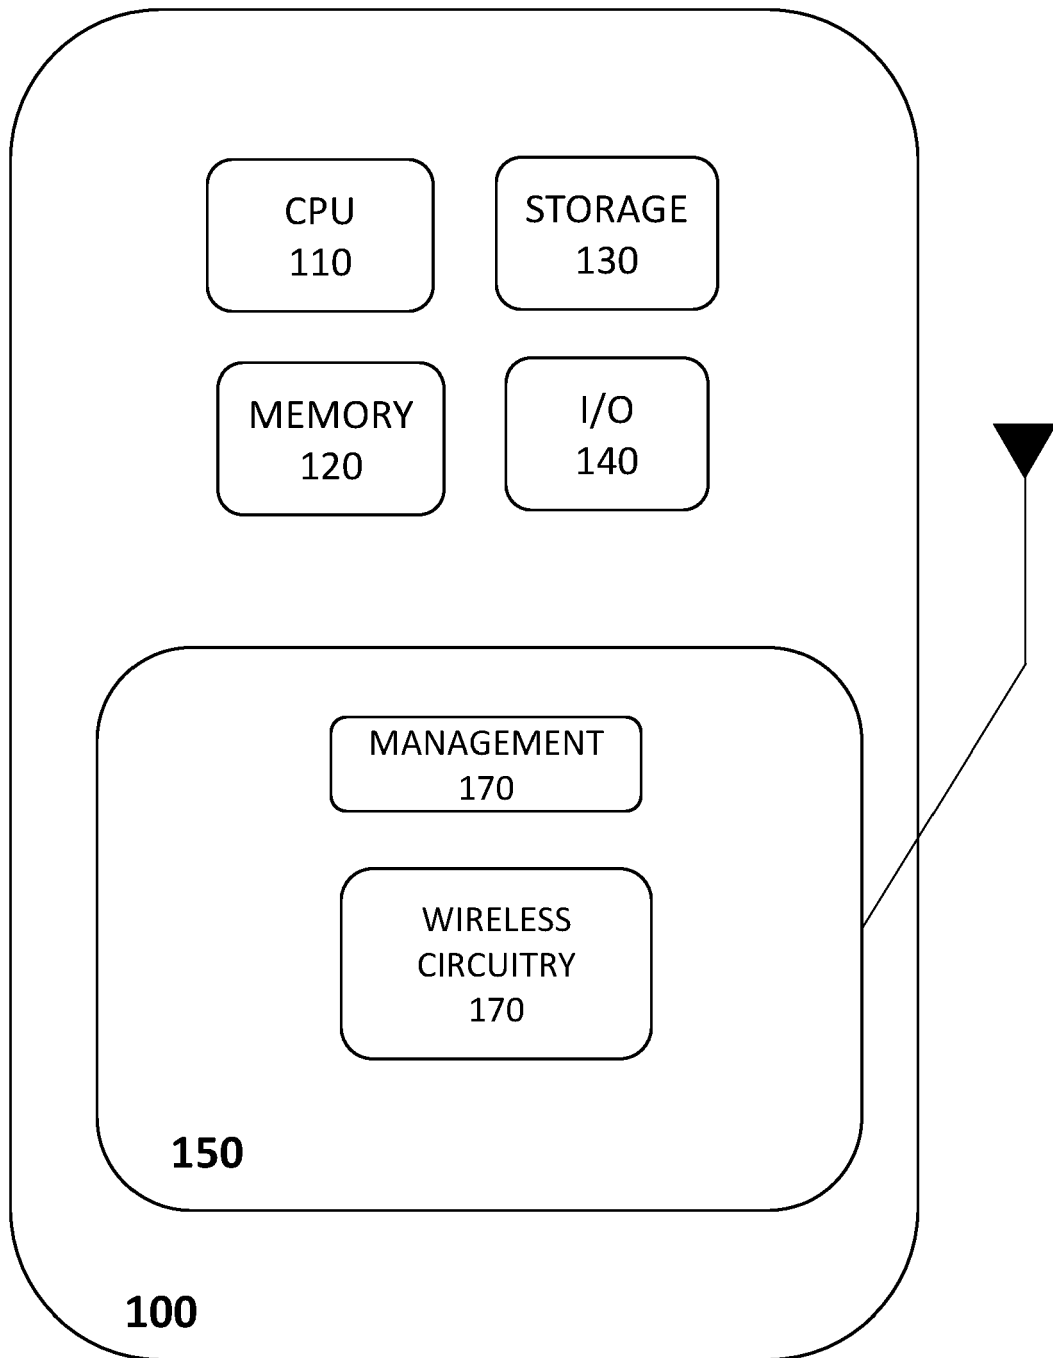 CPU
110
STORAGE
130
MEMORY
120
I/O
140
MANAGEMENT
170
WIRELESS
CIRCUITRY
170
150
100